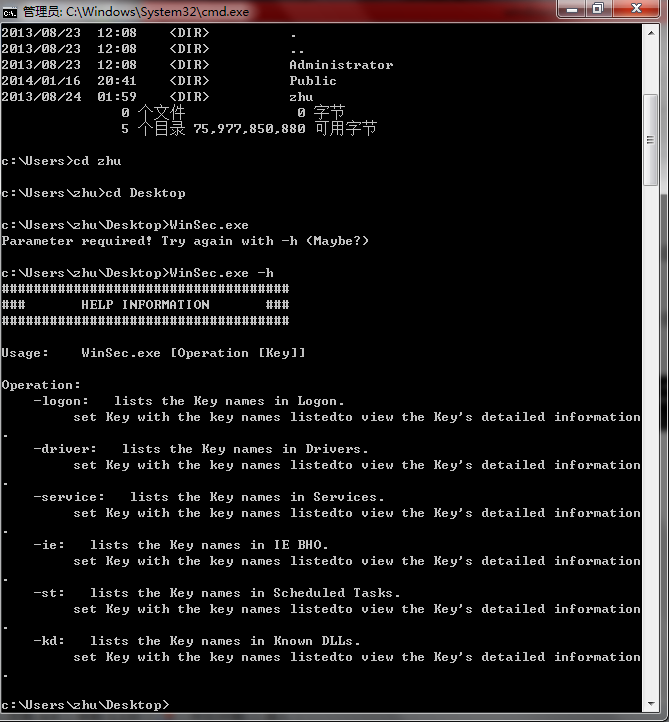 管理员: C:\Windows\System32\cmd.exe
2013/08/23  12:08    <DIR>          .
2013/08/23  12:08    <DIR>          ..
2013/08/23  12:08    <DIR>          Administrator
2014/01/16  20:41    <DIR>          Public
2013/08/24  01:59    <DIR>          zhu
               0 个文件              0 字节
               5 个目录 75,977,850,880 可用字节
c:\Users>cd zhu
c:\Users\zhu>cd Desktop
c:\Users\zhu\Desktop>WinSec.exe
Parameter required! Try again with -h (Maybe?)
c:\Users\zhu\Desktop>WinSec.exe -h
####################################
###       HELP INFORMATION       ###
####################################
Usage:    WinSec.exe [Operation [Key]]
Operation:
    -logon:   lists the Key names in Logon.
         set Key with the key names listedto view the Key's detailed information
.
    -driver:   lists the Key names in Drivers.
         set Key with the key names listedto view the Key's detailed information
.
    -service:   lists the Key names in Services.
         set Key with the key names listedto view the Key's detailed information
.
    -ie:   lists the Key names in IE BHO.
         set Key with the key names listedto view the Key's detailed information
.
    -st:   lists the Key names in Scheduled Tasks.
         set Key with the key names listedto view the Key's detailed information
.
    -kd:   lists the Key names in Known DLLs.
         set Key with the key names listedto view the Key's detailed information
.
c:\Users\zhu\Desktop>